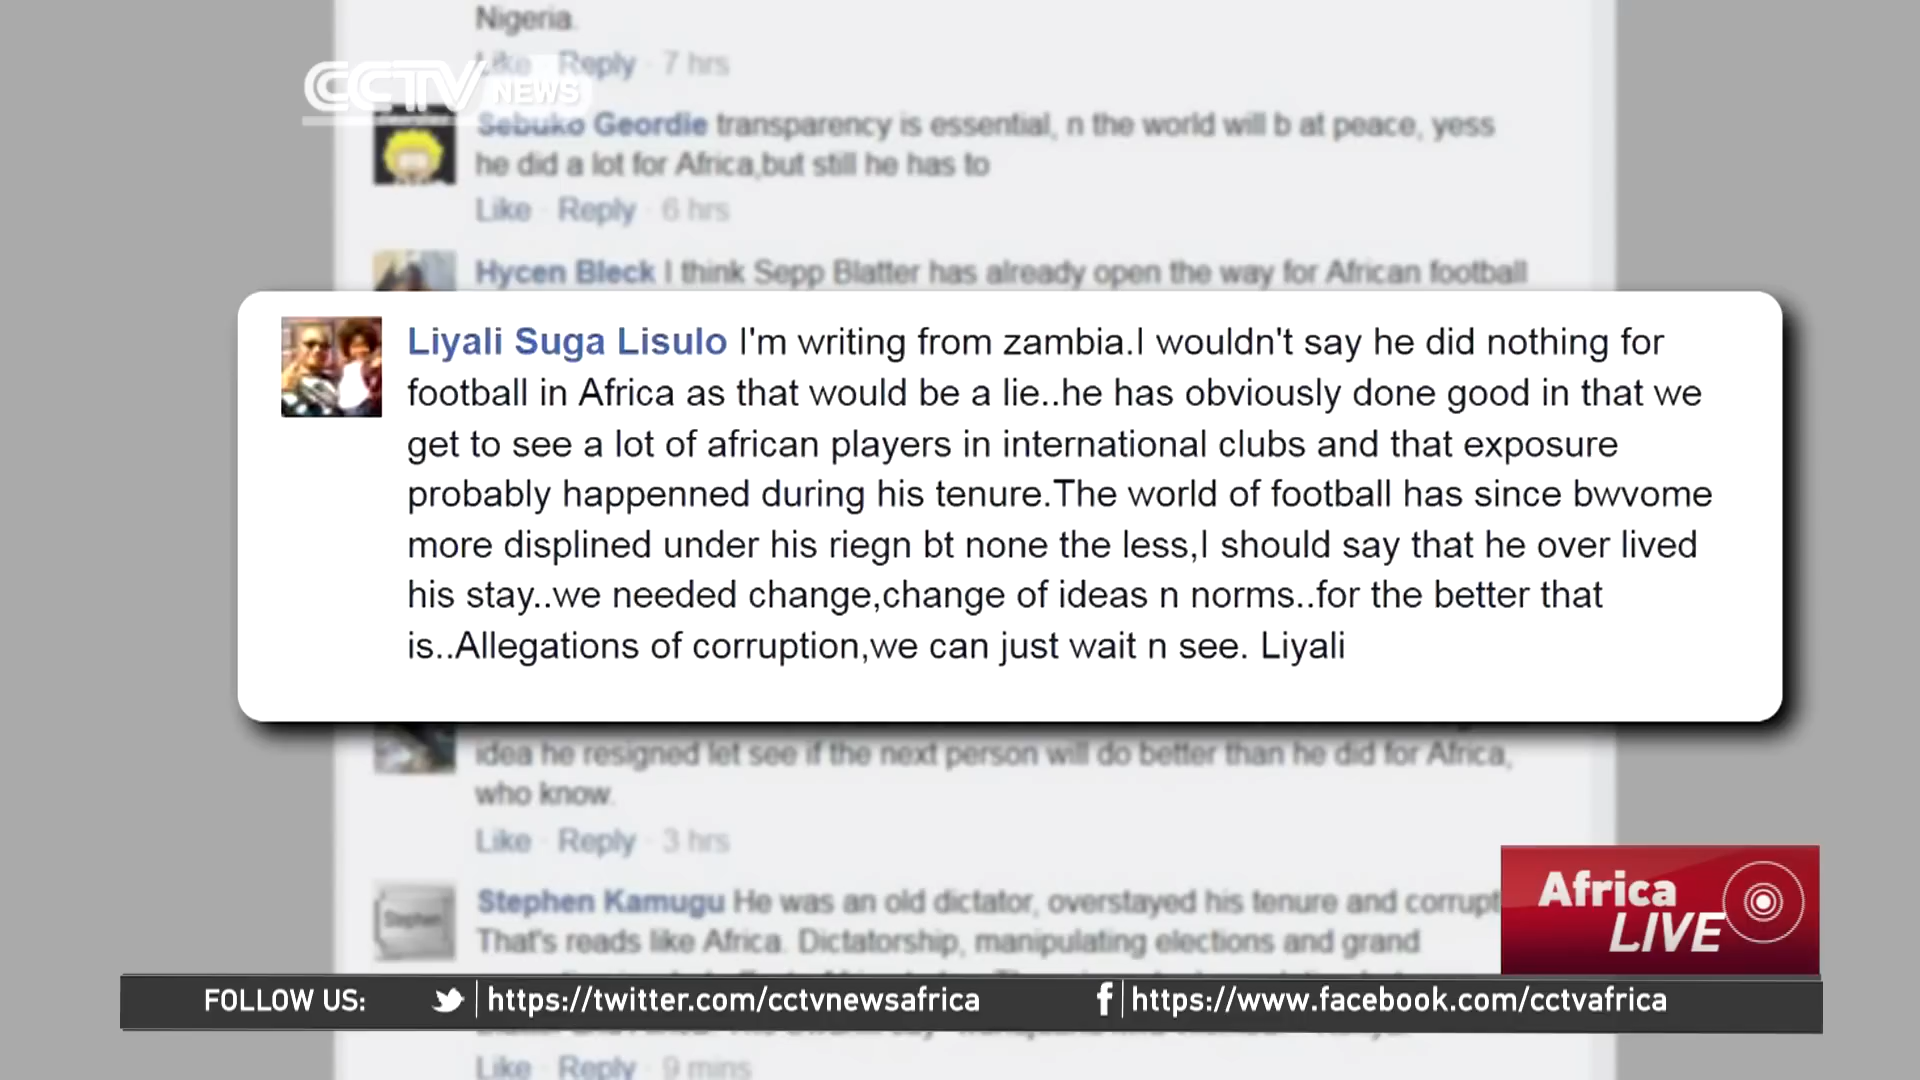 Nigeria.
Like · Reply · 7 hrs
CCTV NEWS
Sebuko Geordie transparency is essential, n the world will b at peace, yess
he did a lot for Africa,but still he has to
Like · Reply · 6 hrs
Hycen Bleck I think Sepp Blatter has already open the way for African football
Liyali Suga Lisulo I'm writing from zambia.I wouldn't say he did nothing for
football in Africa as that would be a lie..he has obviously done good in that we
get to see a lot of african players in international clubs and that exposure
probably happenned during his tenure.The world of football has since bwvome
more displined under his riegn bt none the less,I should say that he over lived
his stay..we needed change,change of ideas n norms..for the better that
is..Allegations of corruption,we can just wait n see. Liyali
idea he resigned let see if the next person will do better than he did for Africa,
who know.
Like · Reply · 3 hrs
Stephen
Stephen Kamugu He was an old dictator, overstayed his tenure and corrupt
That's reads like Africa. Dictatorship, manipulating elections and grand
Africa
LIVE
FOLLOW US: https://twitter.com/cctvnewsafrica f https://www.facebook.com/cctvafrica
Like · Reply · 9 mins